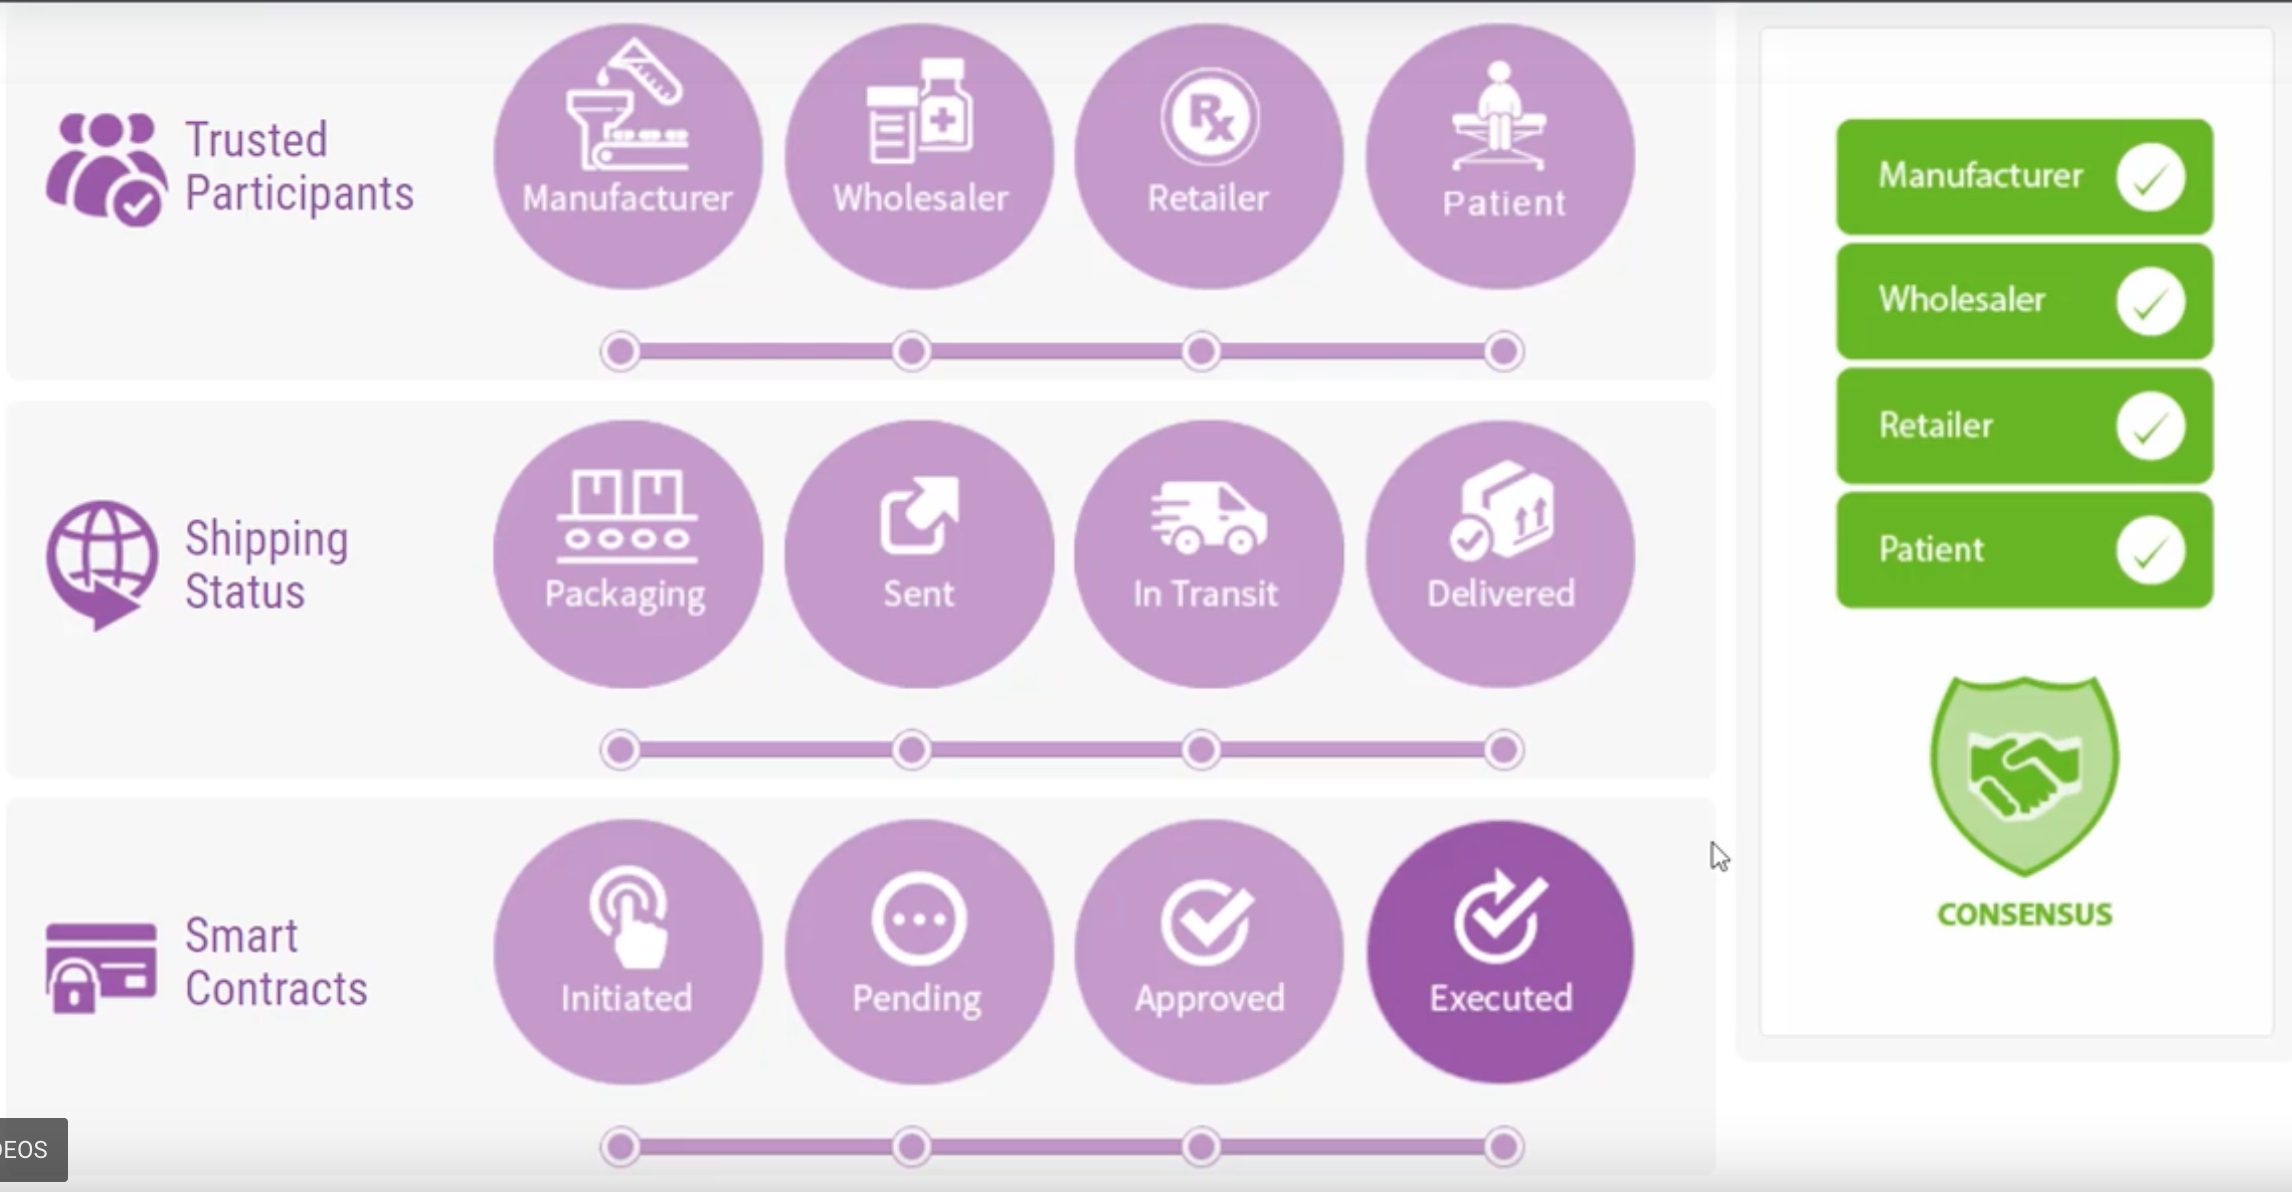 Trusted
Participants
Manufacturer
Wholesaler
Rx
Retailer
Patient
Shipping
Status
Packaging
Sent
In Transit
Delivered
Smart
Contracts
Initiated
Pending
Approved
Executed
Manufacturer
Wholesaler
Retailer
Patient
CONSENSUS
DEOS